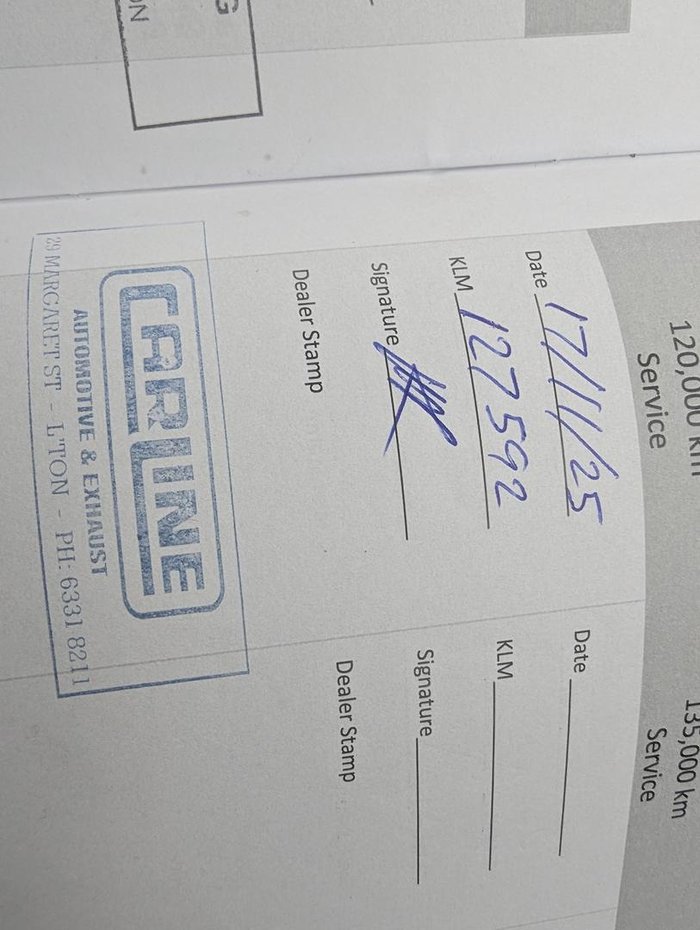 G
ON
120,000 km
Service
Date 17/11/25
KLM 127592
Signature
Dealer Stamp
CARLINE
AUTOMOTIVE & EXHAUST
29 MARGARET ST - L'TON - PH: 6331 8211
135,000 km
Service
Date
KLM
Signature
Dealer Stamp